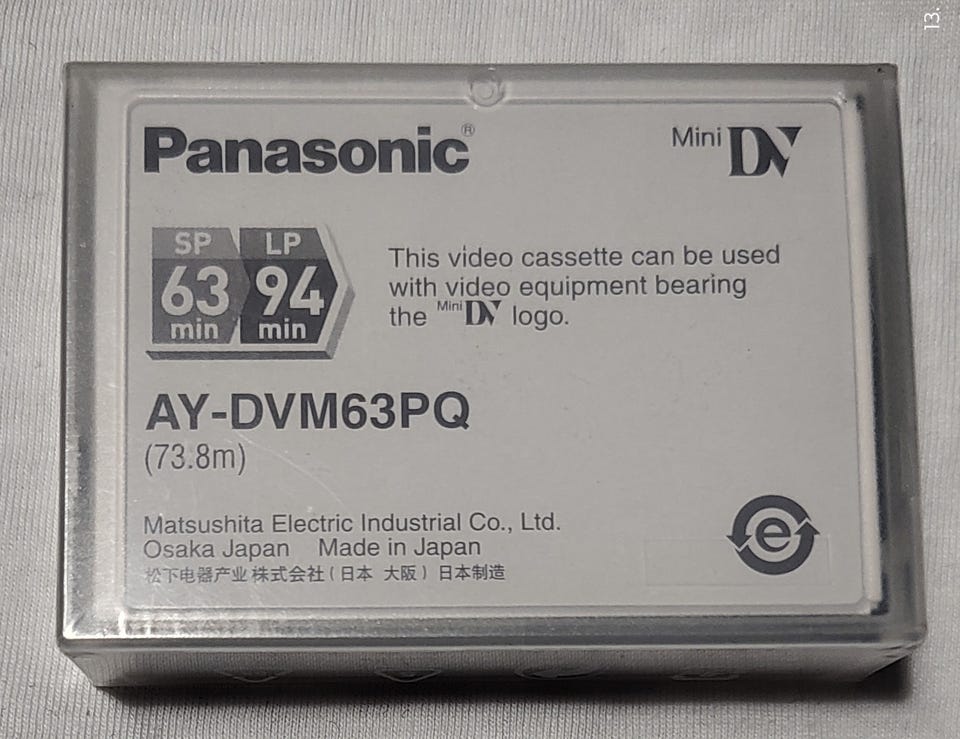 13.
Panasonic®
Mini DV
SP LP
63 94
min min
This video cassette can be used
with video equipment bearing
the Mini DV logo.
AY-DVM63PQ
(73.8m)
Matsushita Electric Industrial Co., Ltd.
Osaka Japan Made in Japan
松下电器产业株式会社(日本 大阪) 日本制造
e